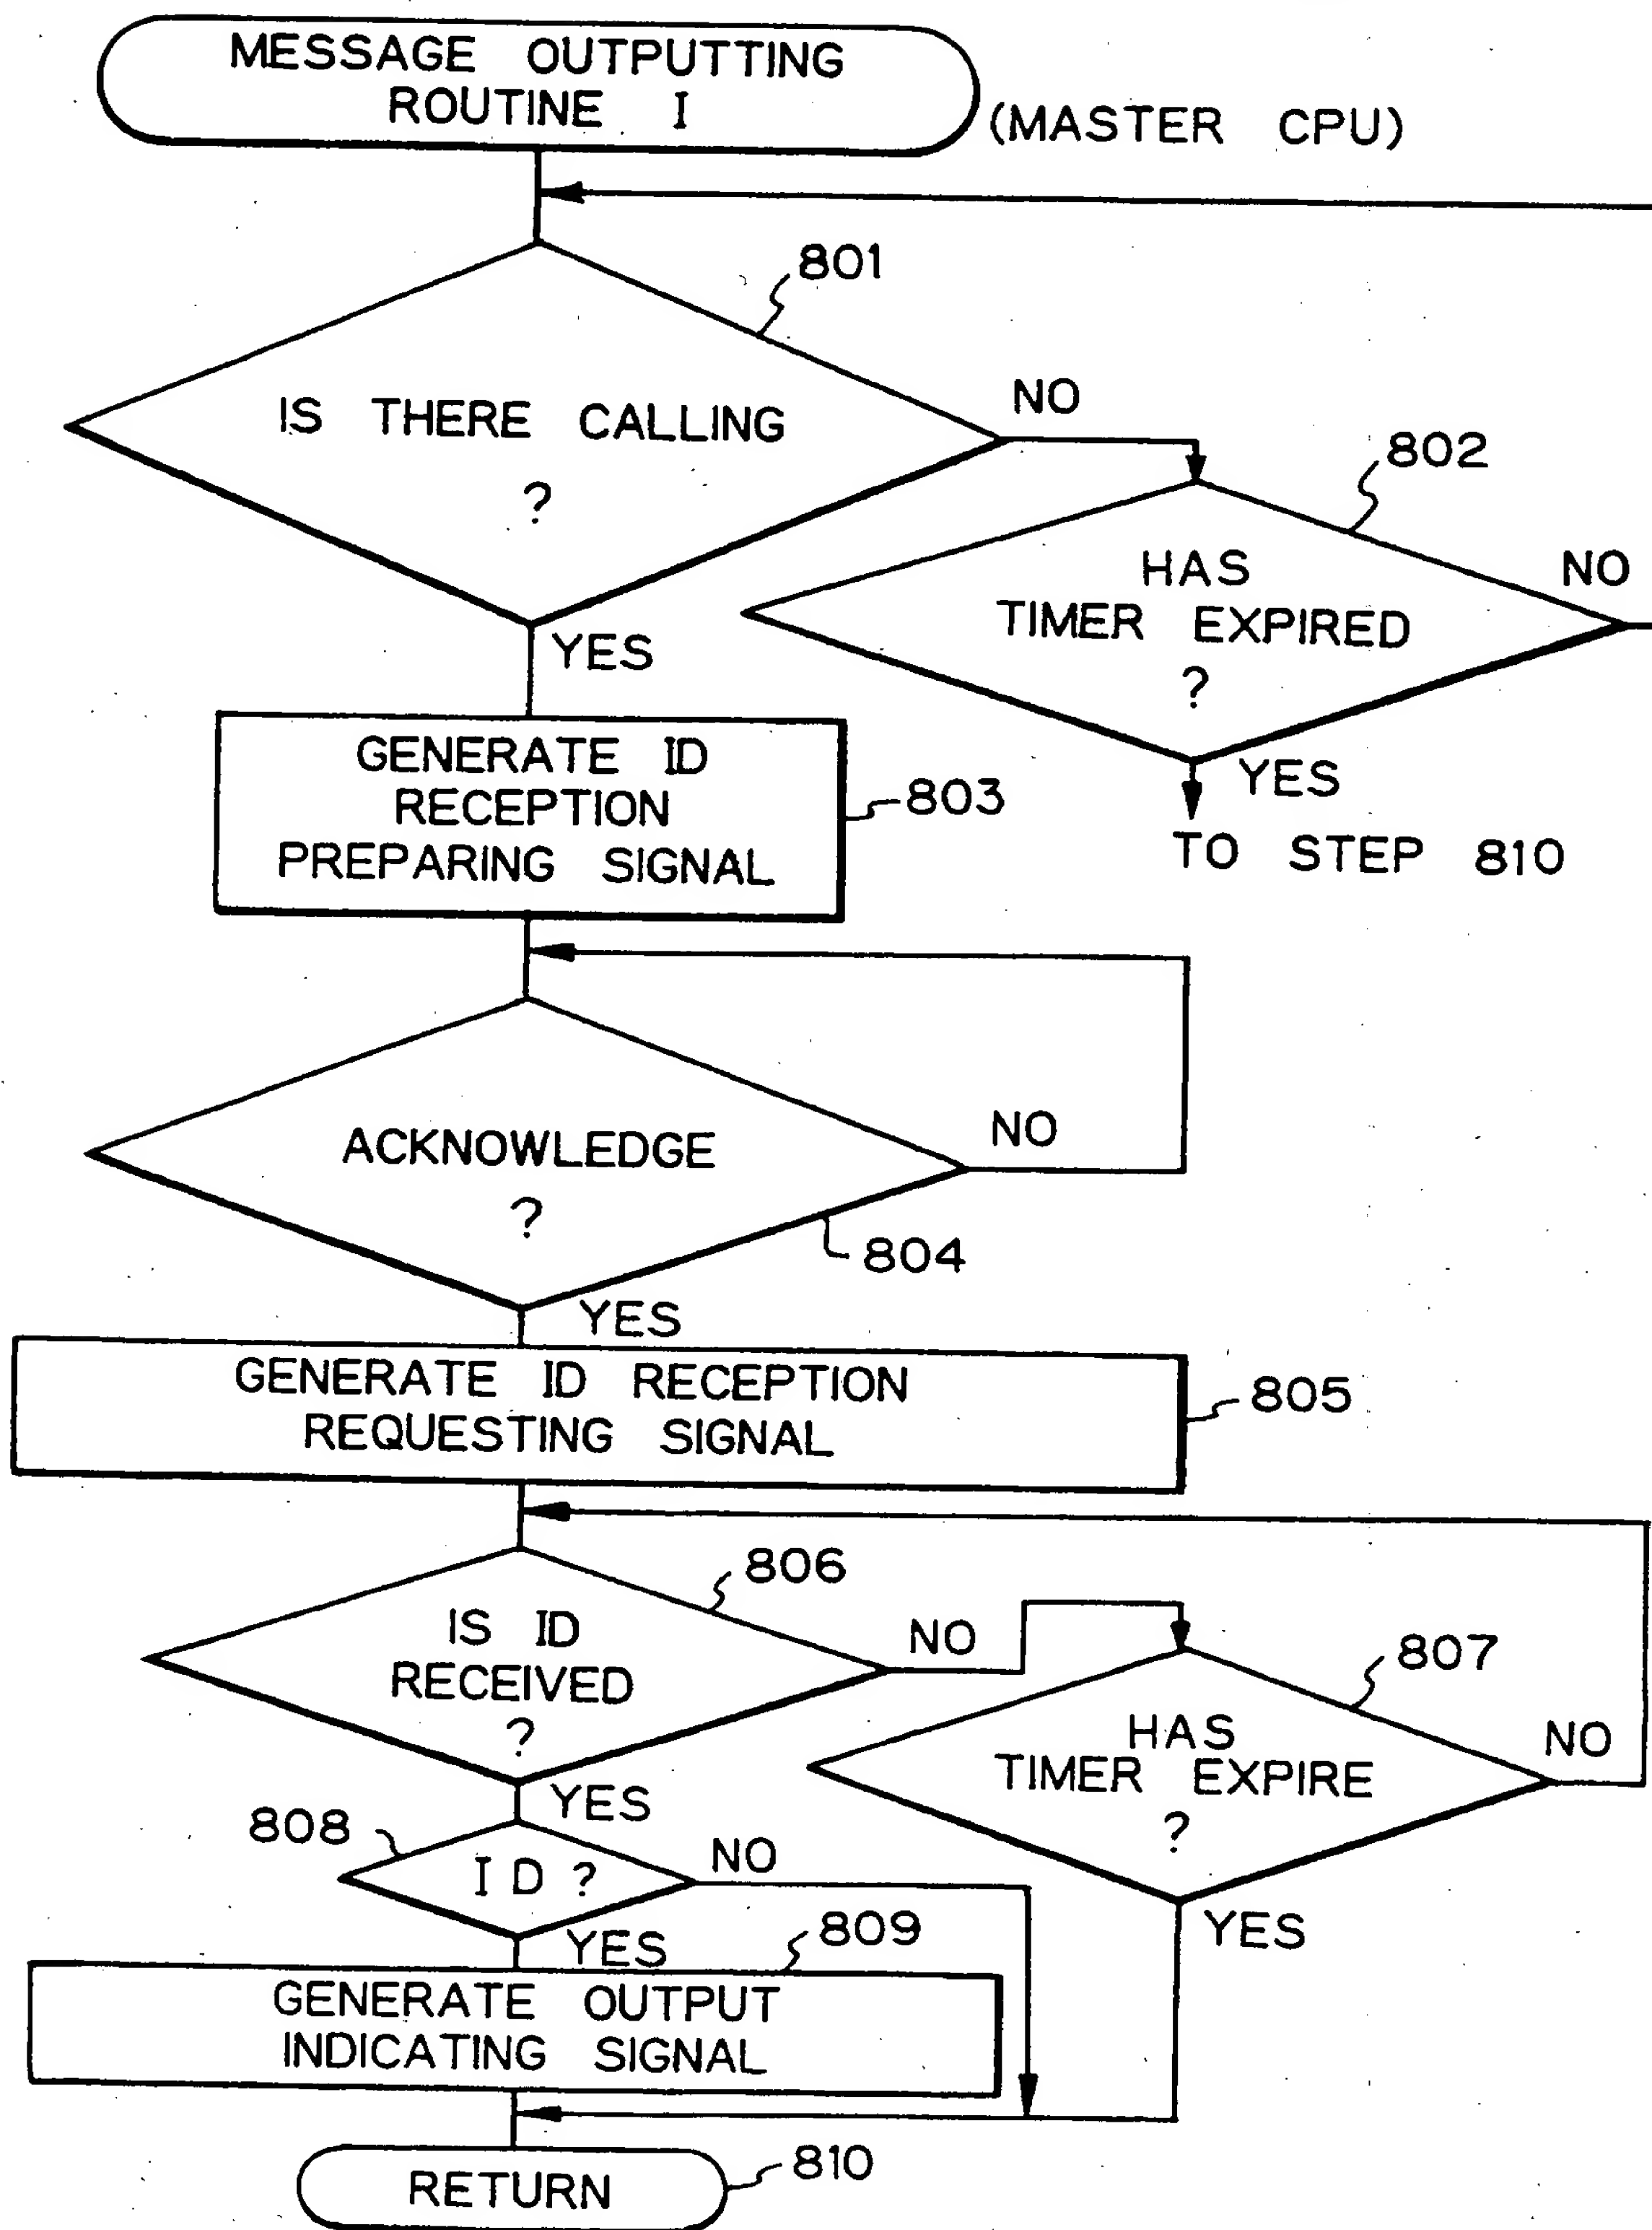 MESSAGE OUTPUTTING
ROUTINE I
(MASTER CPU)
801
IS THERE CALLING
?
NO
802
HAS
TIMER EXPIRED
?
NO
YES
YES
TO STEP 810
GENERATE ID
RECEPTION
PREPARING SIGNAL
803
ACKNOWLEDGE
?
NO
804
YES
GENERATE ID RECEPTION
REQUESTING SIGNAL
805
806
IS ID
RECEIVED
?
NO
807
HAS
TIMER EXPIRE
?
NO
YES
YES
808
I D ?
NO
YES
809
GENERATE OUTPUT
INDICATING SIGNAL
RETURN
810